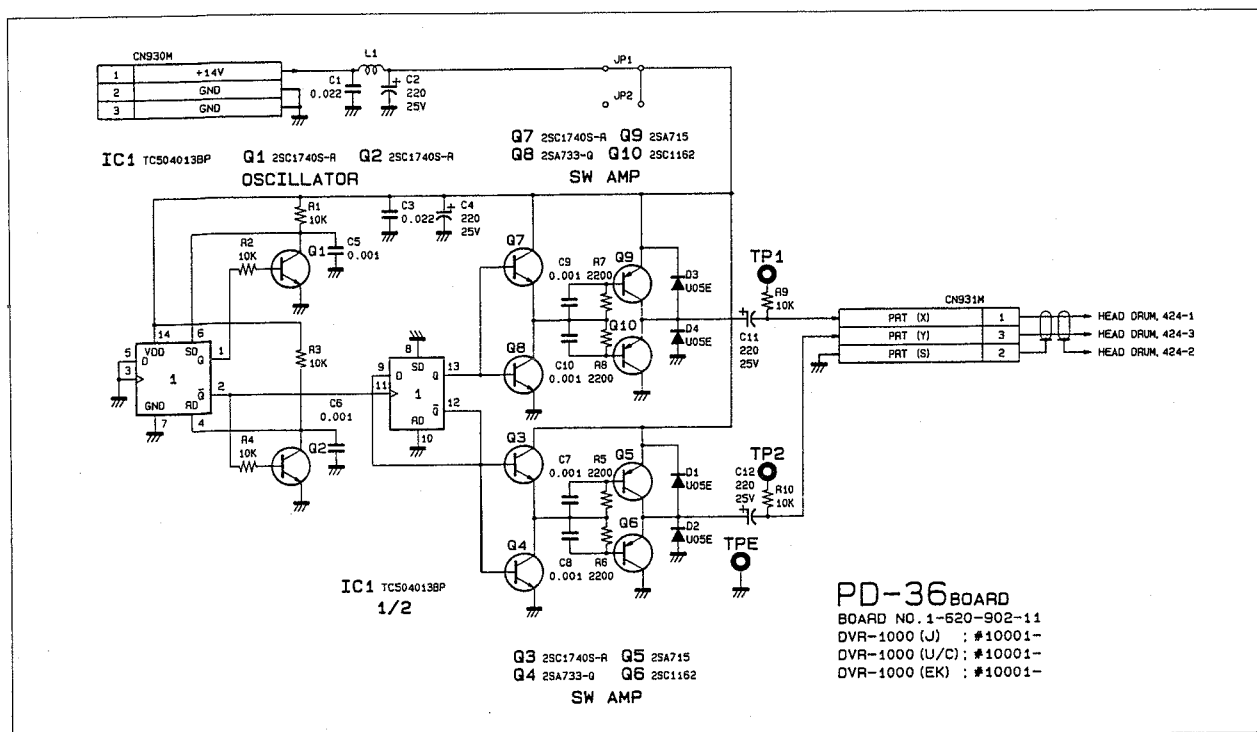 CN930M
1 +14V
2 GND
3 GND
L1
C1
0.022
C2
220
25V
JP1
JP2
Q7 2SC1740S-R Q9 2SA715
Q8 2SA733-Q Q10 2SC1162
SW AMP
IC1 TC504013BP Q1 2SC1740S-R Q2 2SC1740S-R
OSCILLATOR
R1
10K
C3
0.022
C4
220
25V
R2
10K
Q1
C5
0.001
Q7
C9 R7
0.001 2200
Q9
D3
U05E
TP1
R9
10K
CN931M
PRT (X) 1 HEAD DRUM, 424-1
PRT (Y) 3 HEAD DRUM, 424-3
PRT (S) 2 HEAD DRUM, 424-2
14 6
VDD SD
5 D Q 1
3 1
Q 2
GND RD
7 4
R3
10K
8
SD
9 D Q 13
11 1
Q 12
RD
10
Q8
Q10
C10 R8
0.001 2200
D4
U05E
C11
220
25V
C6
0.001
R4
10K
Q2
Q3
C7 R5
0.001 2200
Q5
D1
U05E
C12
220
25V
TP2
R10
10K
Q4
Q6
C8 R6
0.001 2200
D2
U05E
TPE
IC1 TC504013BP
1/2
PD-36 BOARD
BOARD NO. 1-620-902-11
DVR-1000 (J) ; #10001-
DVR-1000 (U/C) ; #10001-
DVR-1000 (EK) ; #10001-
Q3 2SC1740S-R Q5 2SA715
Q4 2SA733-Q Q6 2SC1162
SW AMP